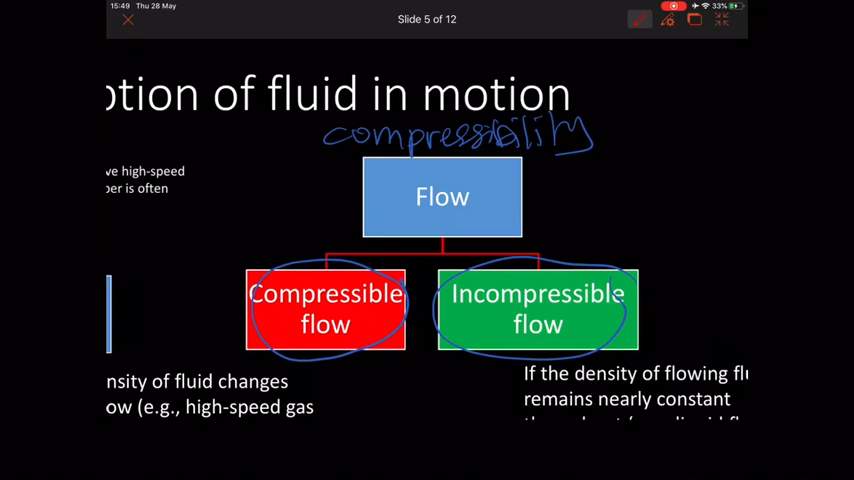 15:49 Thu 28 May
33%
Slide 5 of 12
otion of fluid in motion
compressibility
ve high-speed
ber is often
Flow
Compressible
flow
Incompressible
flow
nsity of fluid changes
ow (e.g., high-speed gas
If the density of flowing flu
remains nearly constant